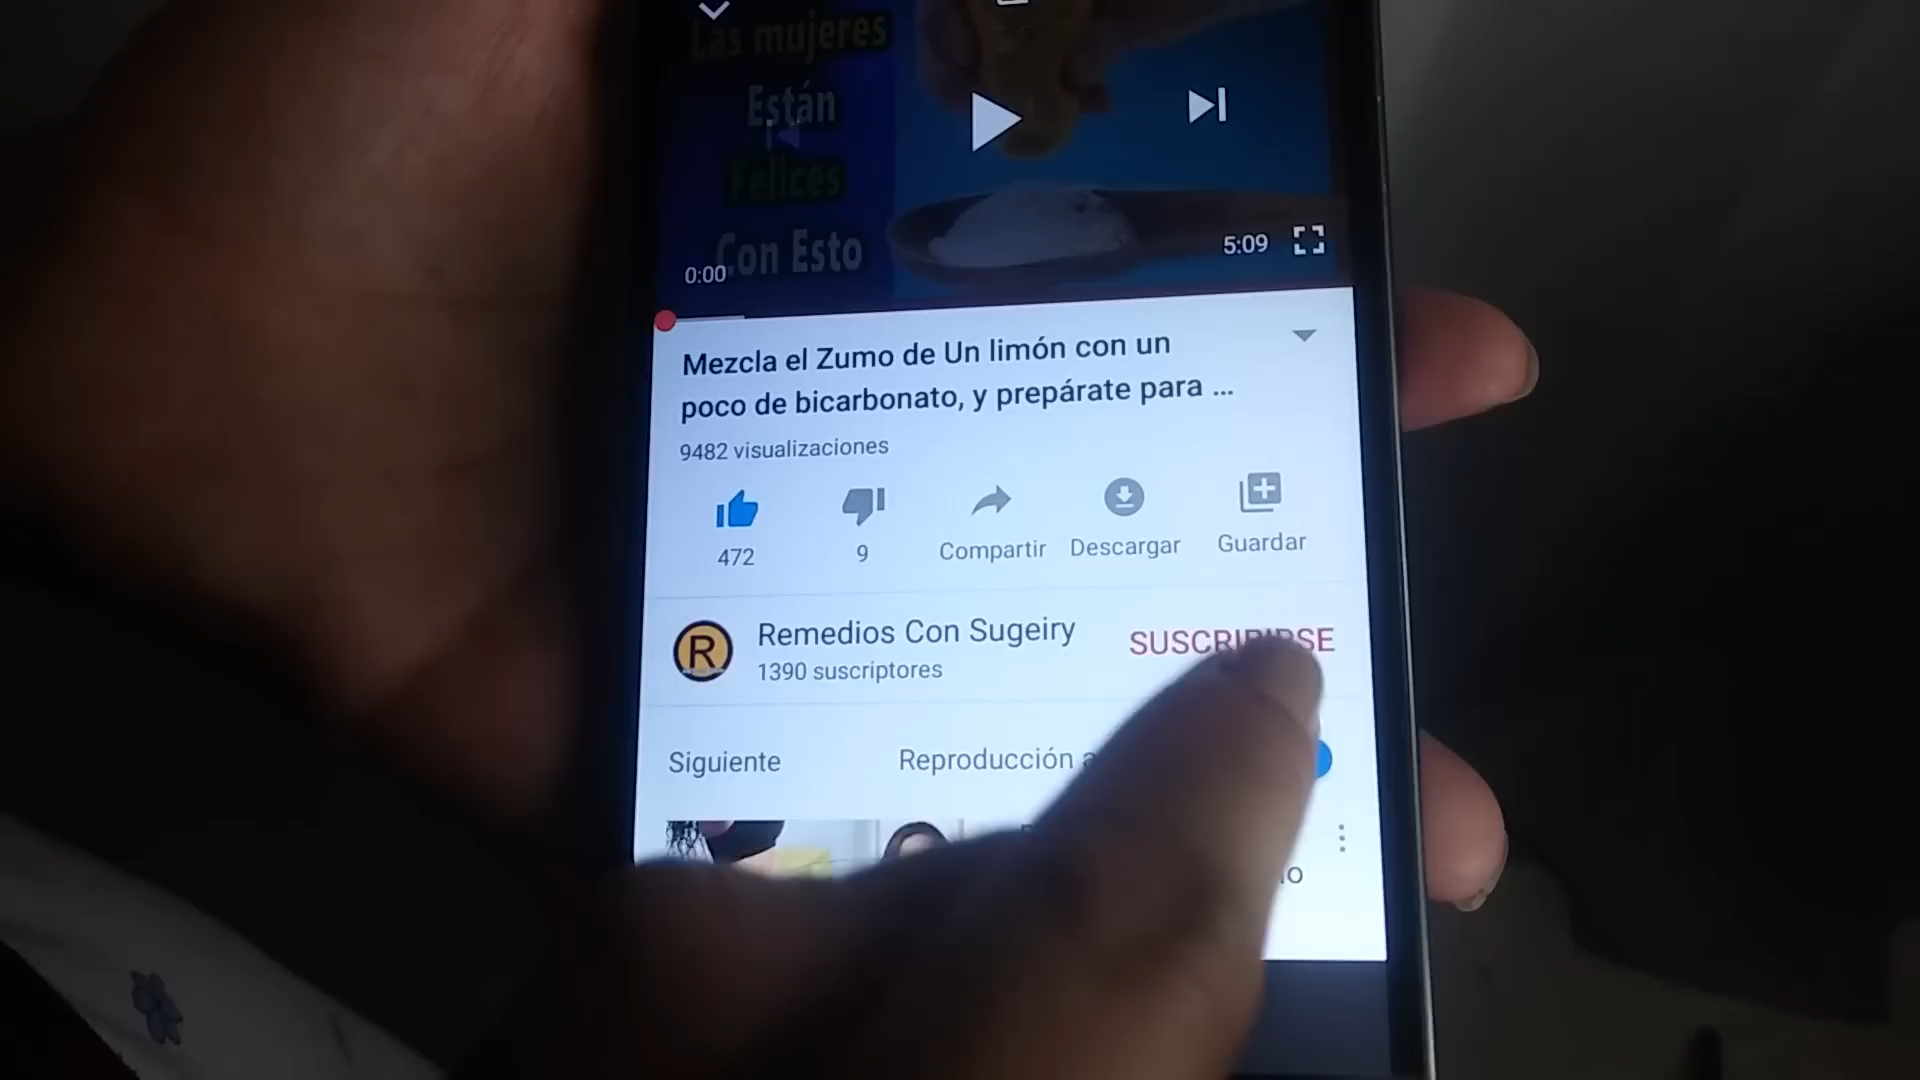 Las mujeres
Están
Felices
Con Esto
0:00
5:09
Mezcla el Zumo de Un limón con un
poco de bicarbonato, y prepárate para ...
9482 visualizaciones
472
9
Compartir
Descargar
Guardar
R
Remedios Con Sugeiry
SUSCRIBIRSE
1390 suscriptores
Siguiente
Reproducción